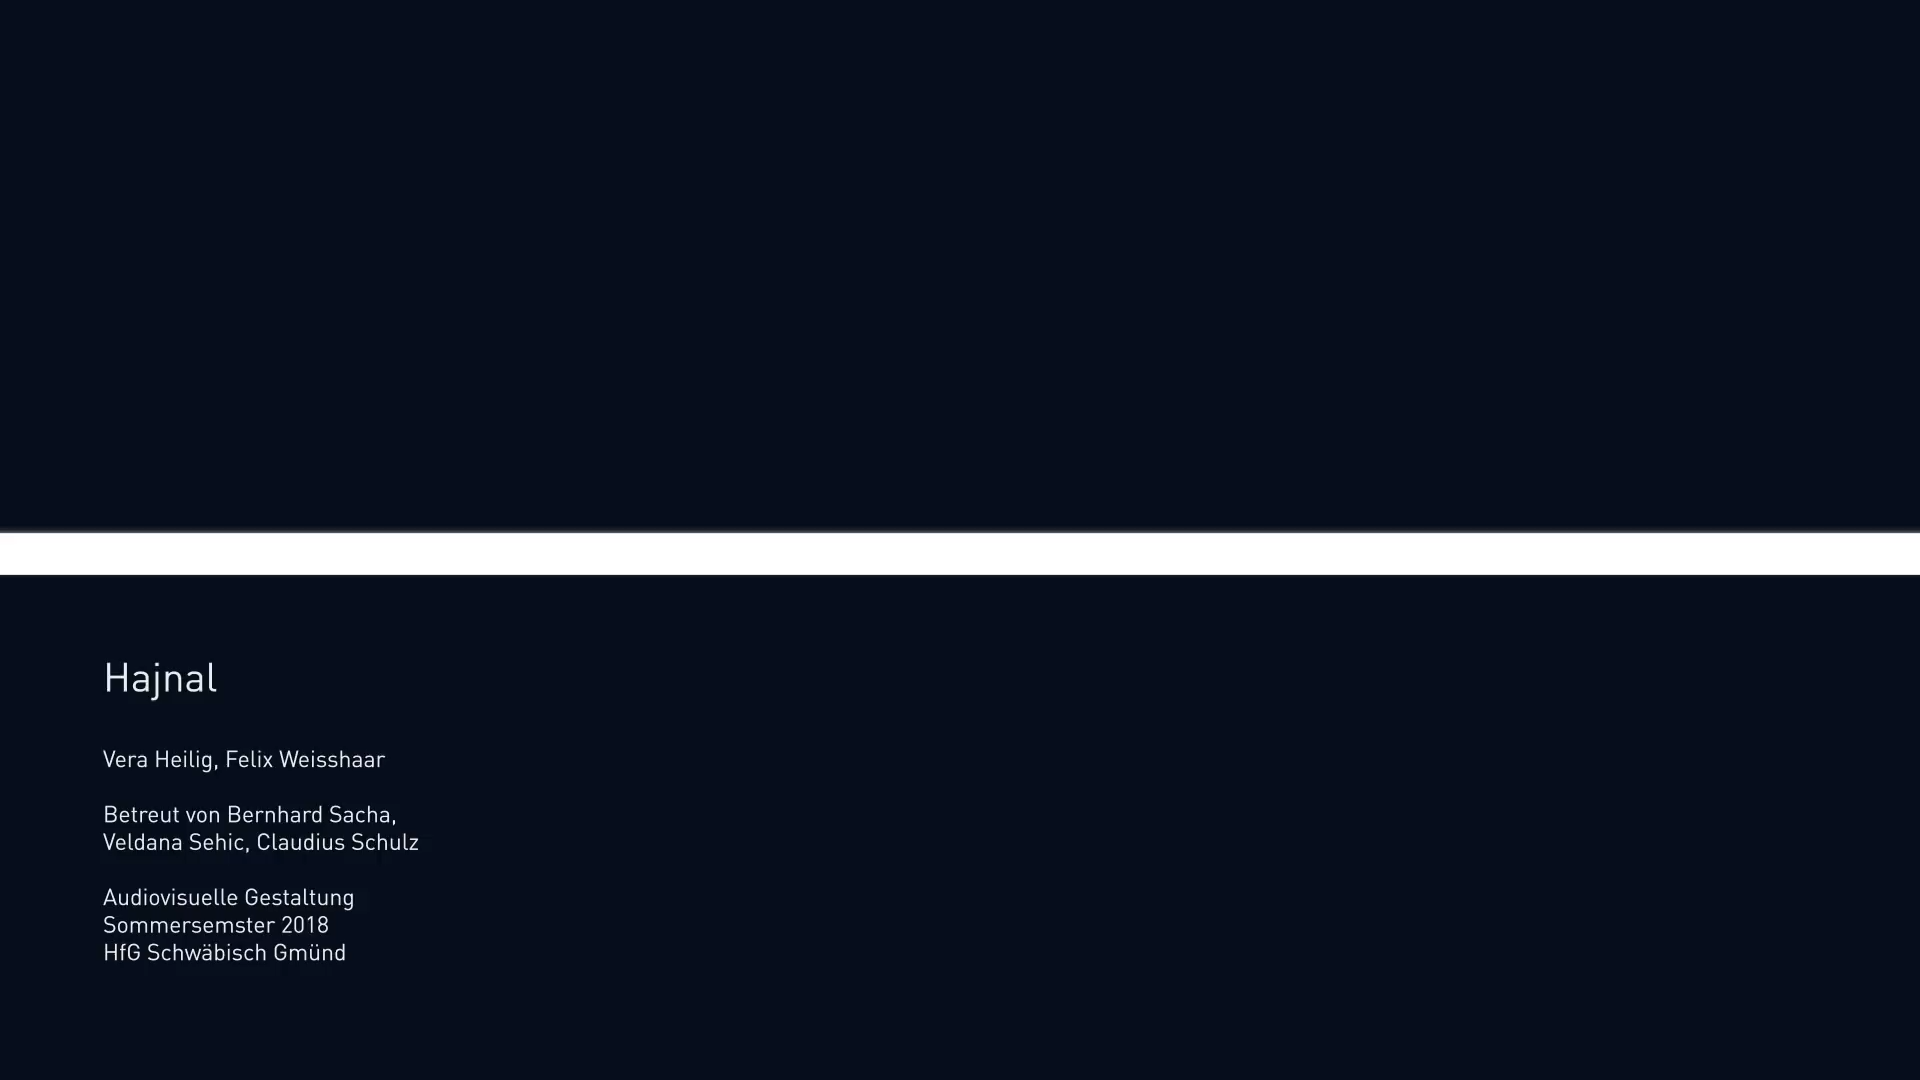 Hajnal
Vera Heilig, Felix Weisshaar
Betreut von Bernhard Sacha,
Veldana Sehic, Claudius Schulz
Audiovisuelle Gestaltung
Sommersemster 2018
HfG Schwäbisch Gmünd